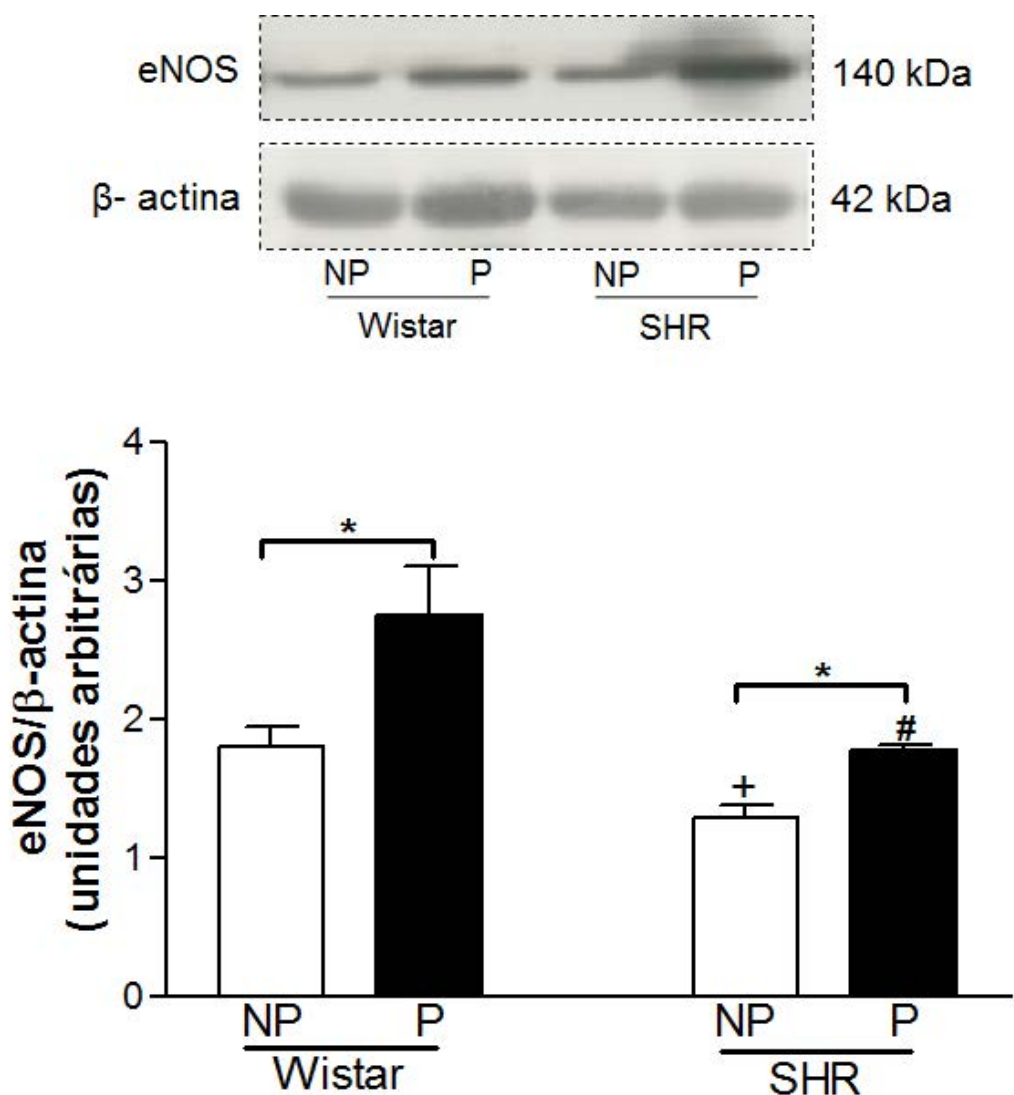 eNOS 140 kDa
β- actina 42 kDa
NP P NP P
Wistar SHR
eNOS/β-actina
(unidades arbitrárias)
4
3
2
1
0
*
*
+
#
NP P NP P
Wistar SHR